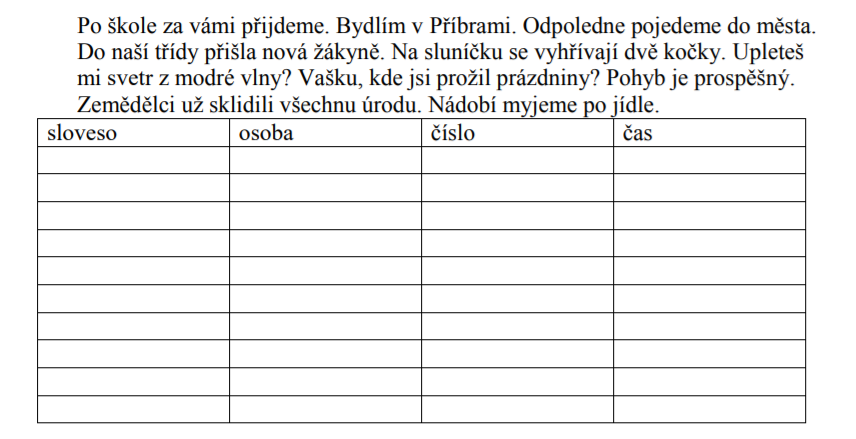 Po škole za vámi přijdeme. Bydlím v Příbrami. Odpoledne pojedeme do města.
Do naší třídy přišla nová žákyně. Na sluníčku se vyhřívají dvě kočky. Upleteš
mi svetr z modré vlny? Vašku, kde jsi prožil prázdniny? Pohyb je prospěšný.
Zemědělci už sklidili všechnu úrodu. Nádobí myjeme po jídle.
sloveso osoba číslo čas